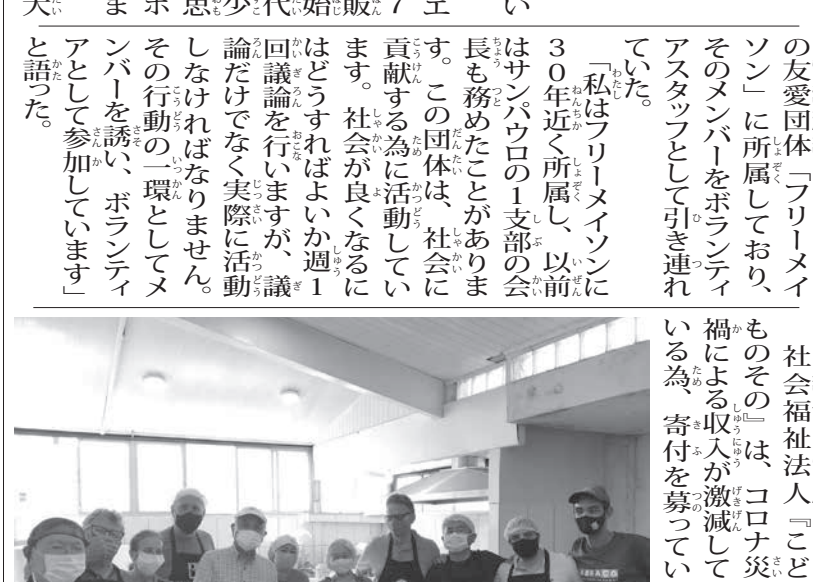 い
エ
7
販
始
代
少
思
ボ
ま
の友愛団体「フリーメイ
ソン」に所属しており、
そのメンバーをボランティ
アスタッフとして引き連れ
ていた。
「私はフリーメイソンに
30年近く所属し、以前
はサンパウロの1支部の会
長も務めたことがありま
す。この団体は、社会に
貢献する為に活動してい
ます。社会が良くなるに
はどうすればよいか週1
回議論を行いますが、議
論だけでなく実際に活動
しなければなりません。
その行動の一環としてメ
ンバーを誘い、ボランティ
アとして参加しています」
と語った。
社会福祉法人『こど
ものその』は、コロナ災
禍による収入が激減して
いる為、寄付を募ってい